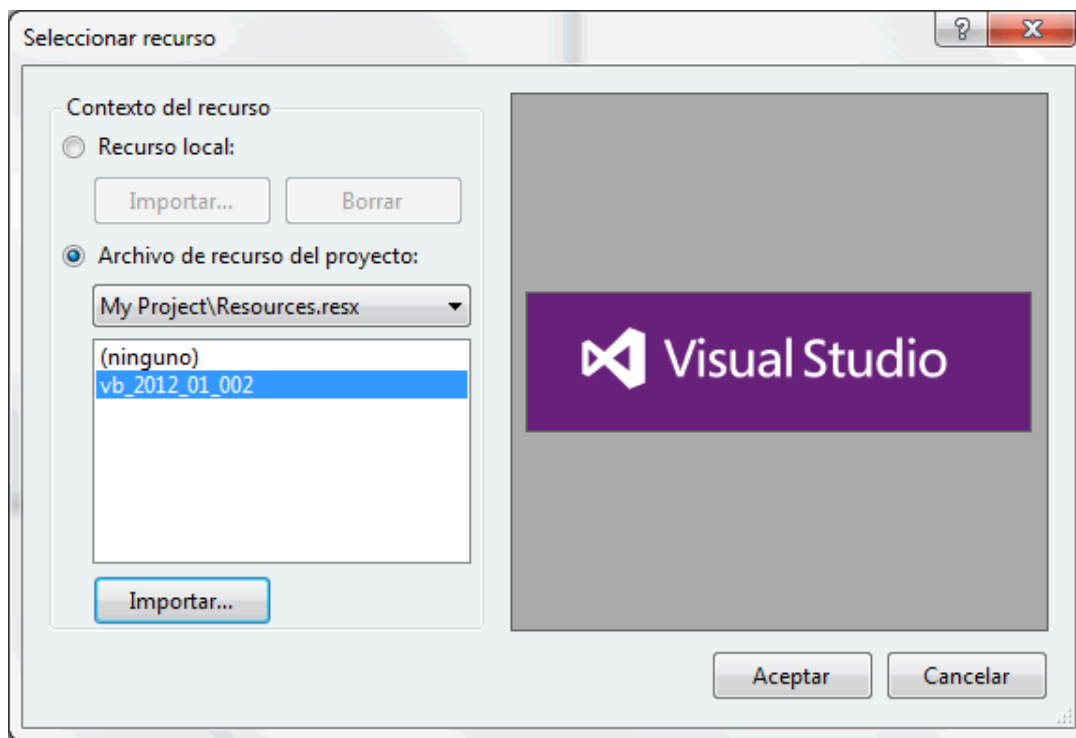 Seleccionar recurso
?
Contexto del recurso
Recurso local:
Importar... Borrar
Archivo de recurso del proyecto:
My Project\Resources.resx
(ninguno)
vb_2012_01_002
Visual Studio
Importar...
Aceptar Cancelar